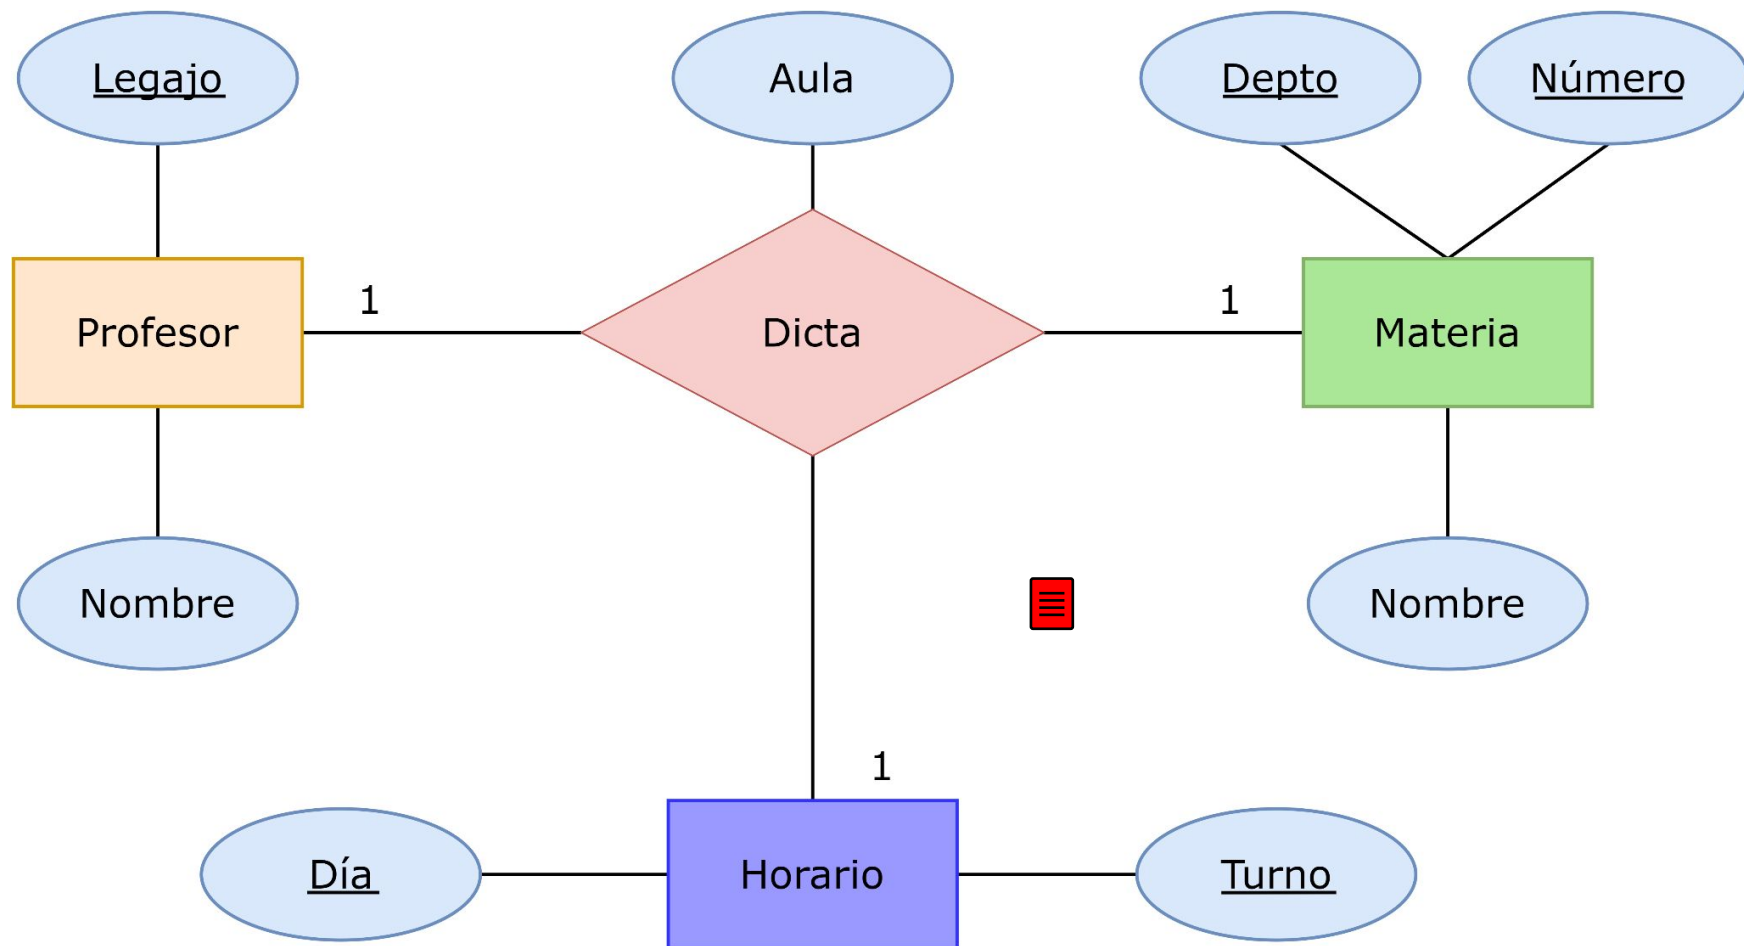 Legajo
Aula
Depto
Número
1
1
Profesor
Dicta
Materia
Nombre
Nombre
1
Día
Horario
Turno